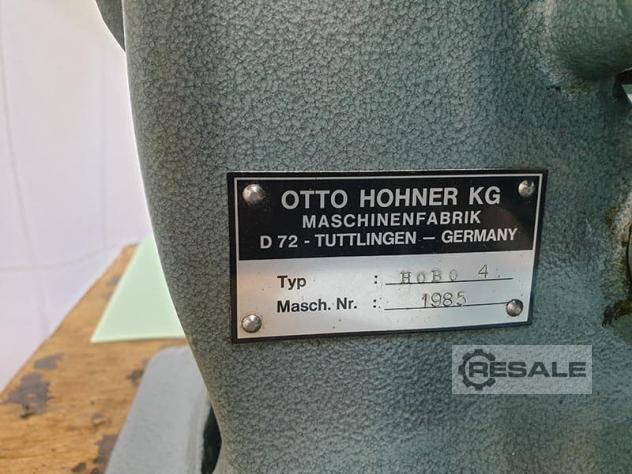 OTTO HOHNER KG
MASCHINENFABRIK
D 72 - TUTTLINGEN — GERMANY
Typ : HOBO 4
Masch. Nr. : 1985
RESALE